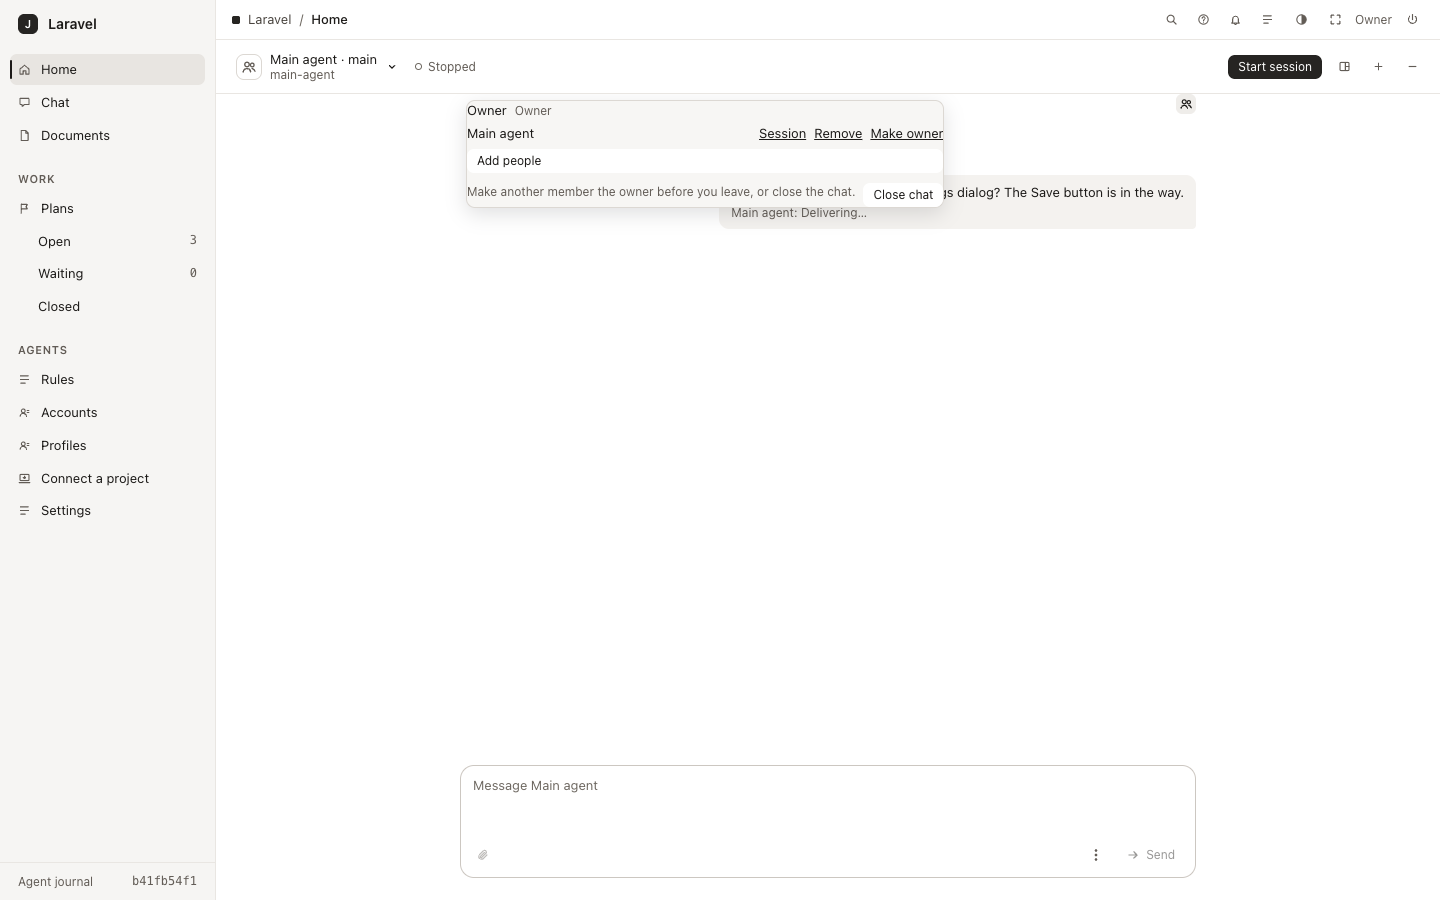 J Laravel
Home
Chat
Documents
WORK
Plans
Open 3
Waiting 0
Closed
AGENTS
Rules
Accounts
Profiles
Connect a project
Settings
Agent journal b41fb54f1
Laravel / Home
Owner
Main agent · main
main-agent
Stopped
Start session
Owner Owner
Main agent Session Remove Make owner
Add people
Make another member the owner before you leave, or close the chat. Close chat
dialog? The Save button is in the way.
Main agent: Delivering...
Message Main agent
Send